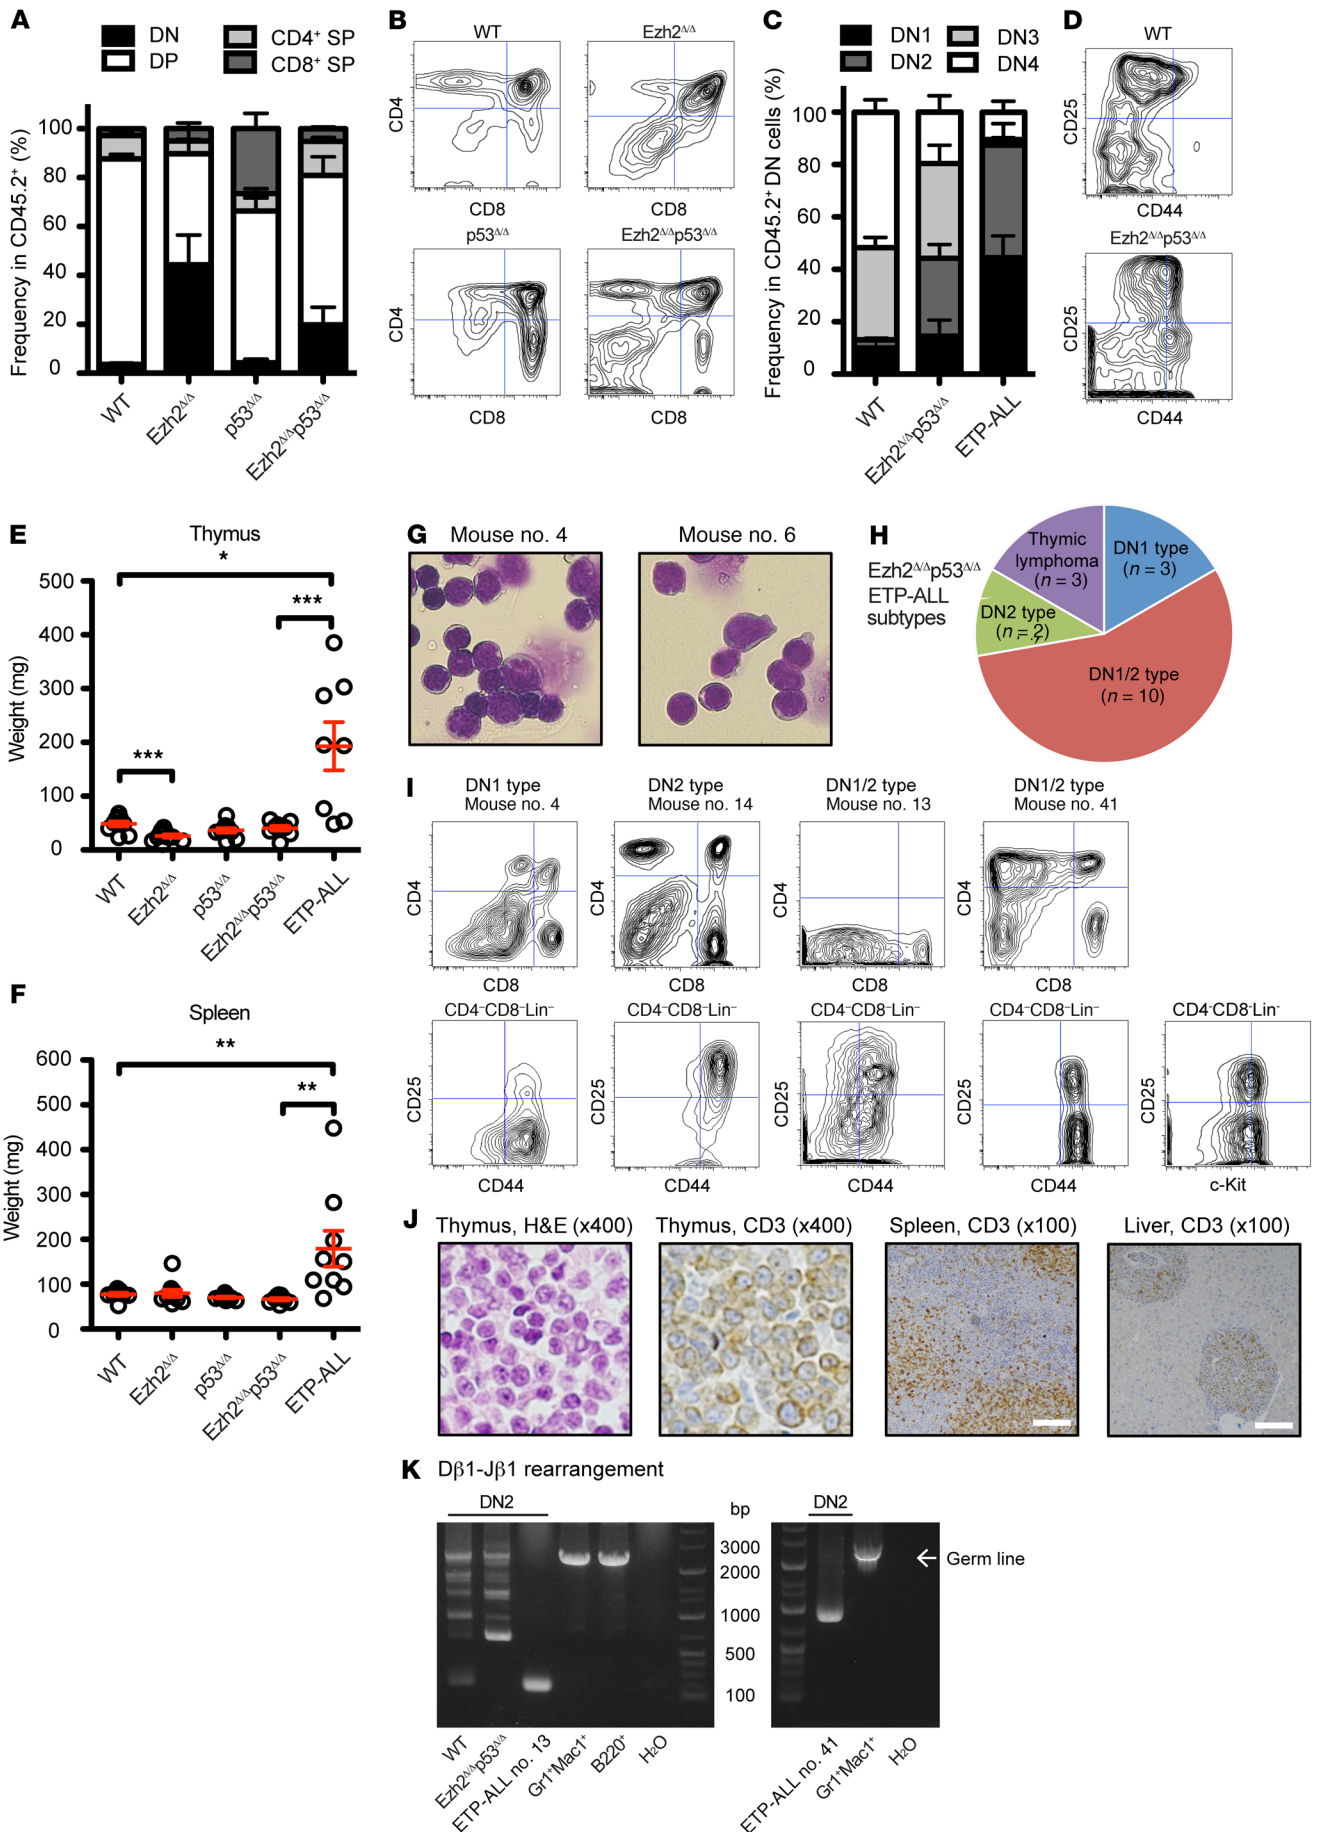 A
DN
DP
CD4⁺ SP
CD8⁺ SP
Frequency in CD45.2⁺ (%)
100
80
60
40
20
0
WT
Ezh2Δ/Δ
p53Δ/Δ
Ezh2Δ/Δp53Δ/Δ
B
WT
Ezh2Δ/Δ
CD4
CD8
CD8
p53Δ/Δ
Ezh2Δ/Δp53Δ/Δ
CD4
CD8
CD8
C
DN1
DN2
DN3
DN4
Frequency in CD45.2⁺ DN cells (%)
100
80
60
40
20
0
WT
Ezh2Δ/Δp53Δ/Δ
ETP-ALL
D
WT
CD25
CD44
Ezh2Δ/Δp53Δ/Δ
CD25
CD44
E
Thymus
*
***
***
Weight (mg)
500
400
300
200
100
0
WT
Ezh2Δ/Δ
p53Δ/Δ
Ezh2Δ/Δp53Δ/Δ
ETP-ALL
F
Spleen
**
**
Weight (mg)
600
500
400
300
200
100
0
WT
Ezh2Δ/Δ
p53Δ/Δ
Ezh2Δ/Δp53Δ/Δ
ETP-ALL
G
Mouse no. 4
Mouse no. 6
H
Ezh2Δ/Δp53Δ/Δ
ETP-ALL
subtypes
Thymic
lymphoma
(n = 3)
DN1 type
(n = 3)
DN2 type
(n = 2)
DN1/2 type
(n = 10)
I
DN1 type
Mouse no. 4
DN2 type
Mouse no. 14
DN1/2 type
Mouse no. 13
DN1/2 type
Mouse no. 41
CD4
CD4
CD4
CD4
CD8
CD8
CD8
CD8
CD4⁻CD8⁻Lin⁻
CD4⁻CD8⁻Lin⁻
CD4⁻CD8⁻Lin⁻
CD4⁻CD8⁻Lin⁻
CD4⁻CD8⁻Lin⁻
CD25
CD25
CD25
CD25
CD25
CD44
CD44
CD44
CD44
c-Kit
J
Thymus, H&E (x400)
Thymus, CD3 (x400)
Spleen, CD3 (x100)
Liver, CD3 (x100)
K
Dβ1-Jβ1 rearrangement
DN2
bp
DN2
3000
2000
1000
500
100
Germ line
WT
Ezh2Δ/Δp53Δ/Δ
ETP-ALL no. 13
Gr1⁺Mac1⁺
B220⁺
H₂O
ETP-ALL no. 41
Gr1⁺Mac1⁺
H₂O